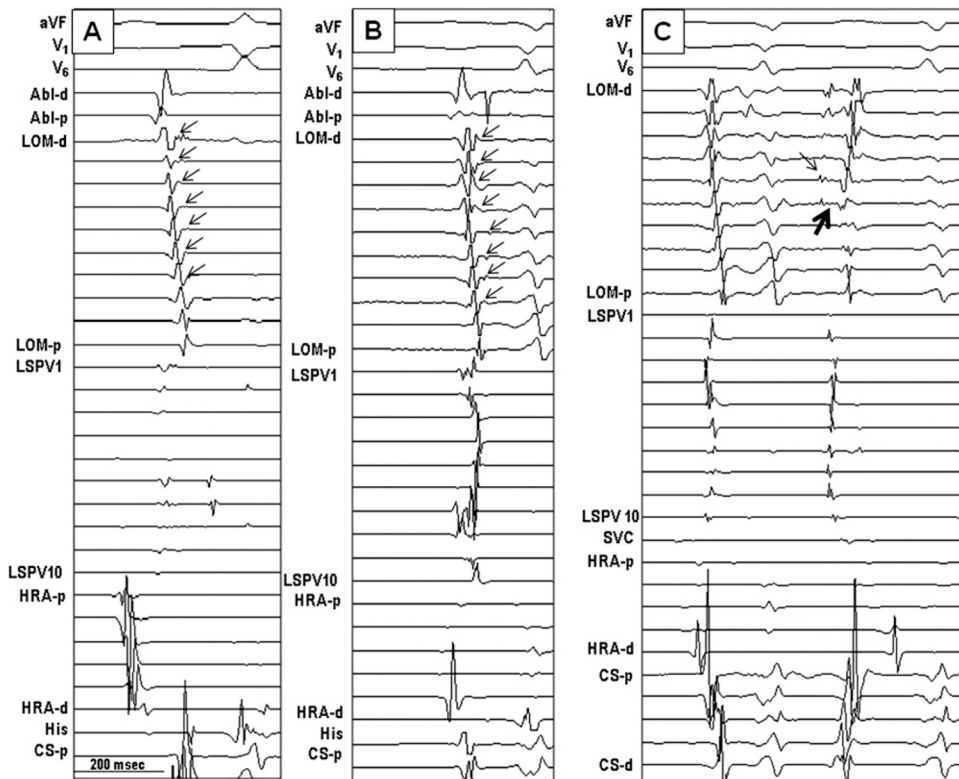 A
aVF
V1
V6
Abl-d
Abl-p
LOM-d
LOM-p
LSPV1
LSPV10
HRA-p
HRA-d
His
CS-p
200 msec
B
aVF
V1
V6
Abl-d
Abl-p
LOM-d
LOM-p
LSPV1
LSPV10
HRA-p
HRA-d
His
CS-p
C
aVF
V1
V6
LOM-d
LOM-p
LSPV1
LSPV 10
SVC
HRA-p
HRA-d
CS-p
CS-d